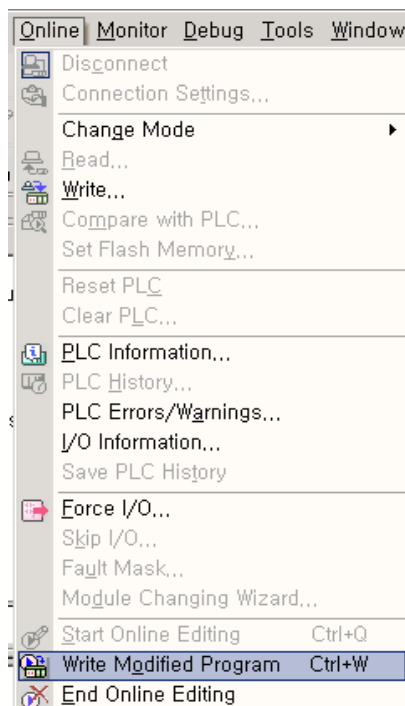 Online Monitor Debug Tools Window
Disconnect
Connection Settings...
Change Mode
Read...
Write...
Compare with PLC...
Set Flash Memory...
Reset PLC
Clear PLC...
PLC Information...
PLC History...
PLC Errors/Warnings...
I/O Information...
Save PLC History
Force I/O...
Skip I/O...
Fault Mask...
Module Changing Wizard...
Start Online Editing Ctrl+Q
Write Modified Program Ctrl+W
End Online Editing